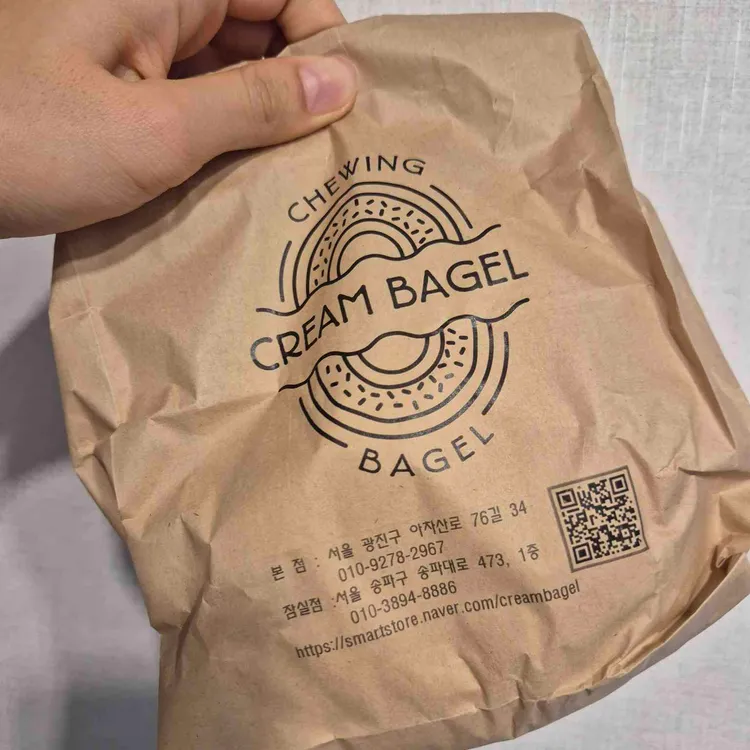 CHEWING
CREAM BAGEL
BAGEL
본 점 : 서울 광진구 아차산로 76길 34
010-9278-2967
잠실점 :서울 송파구 송파대로 473, 1층
010-3894-8886
https://smartstore.naver.com/creambagel